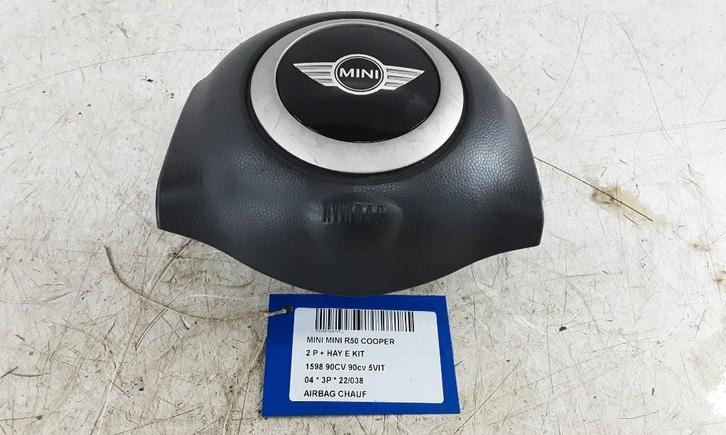 MINI
AIRBAG
MINI MINI R50 COOPER
2 P + HAY E KIT
1598 90CV 90cv 5VIT
04 * 3P * 22/038
AIRBAG CHAUF